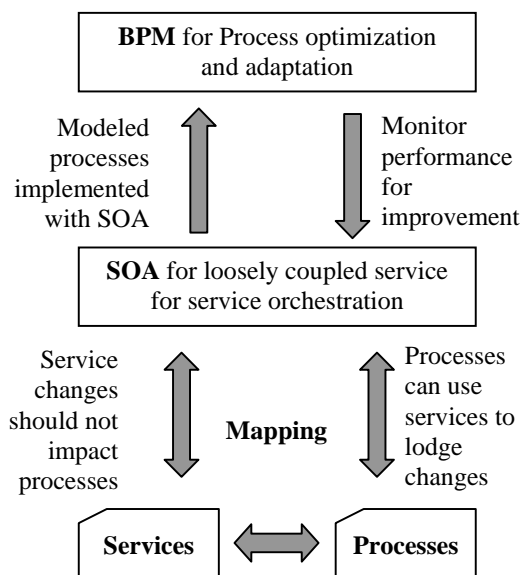 BPM for Process optimization
and adaptation
Modeled
processes
implemented
with SOA
Monitor
performance
for
improvement
SOA for loosely coupled service
for service orchestration
Service
changes
should not
impact
processes
Mapping
Processes
can use
services to
lodge
changes
Services
Processes